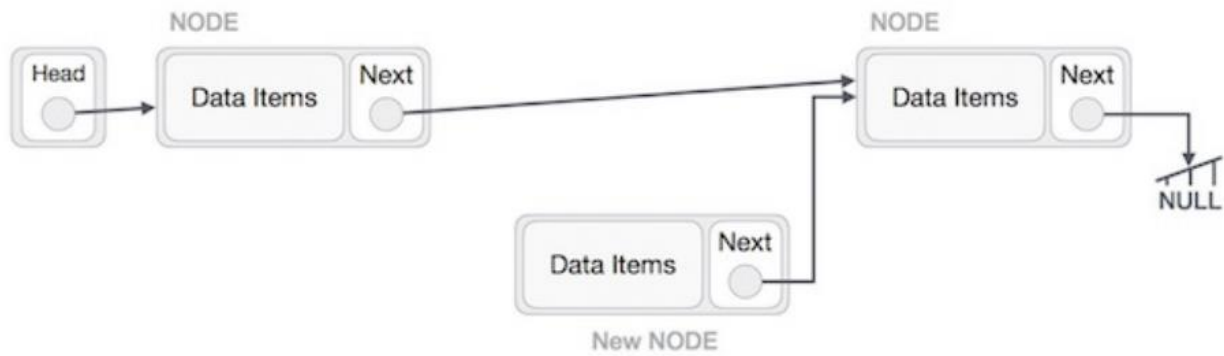 NODE
NODE
Head
Data Items
Next
Data Items
Next
NULL
Data Items
Next
New NODE